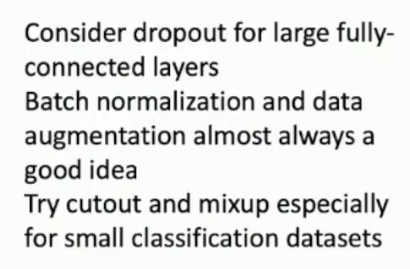 Consider dropout for large fully-
connected layers
Batch normalization and data
augmentation almost always a
good idea
Try cutout and mixup especially
for small classification datasets